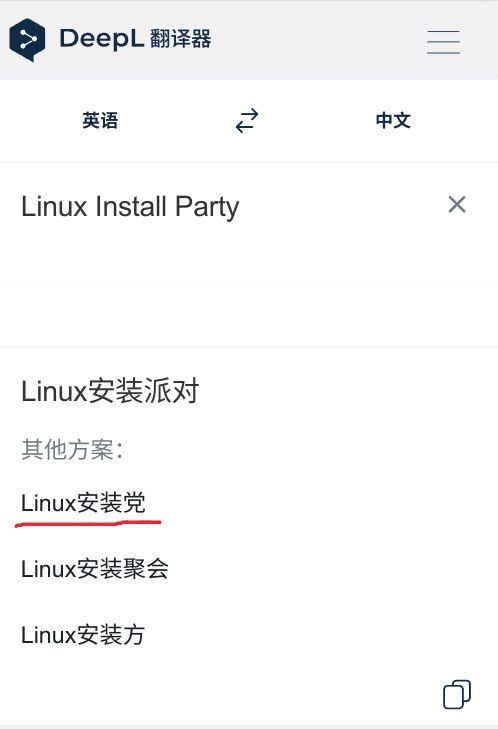 DeepL 翻译器
英语 中文
Linux Install Party
Linux安装派对
其他方案：
Linux安装党
Linux安装聚会
Linux安装方